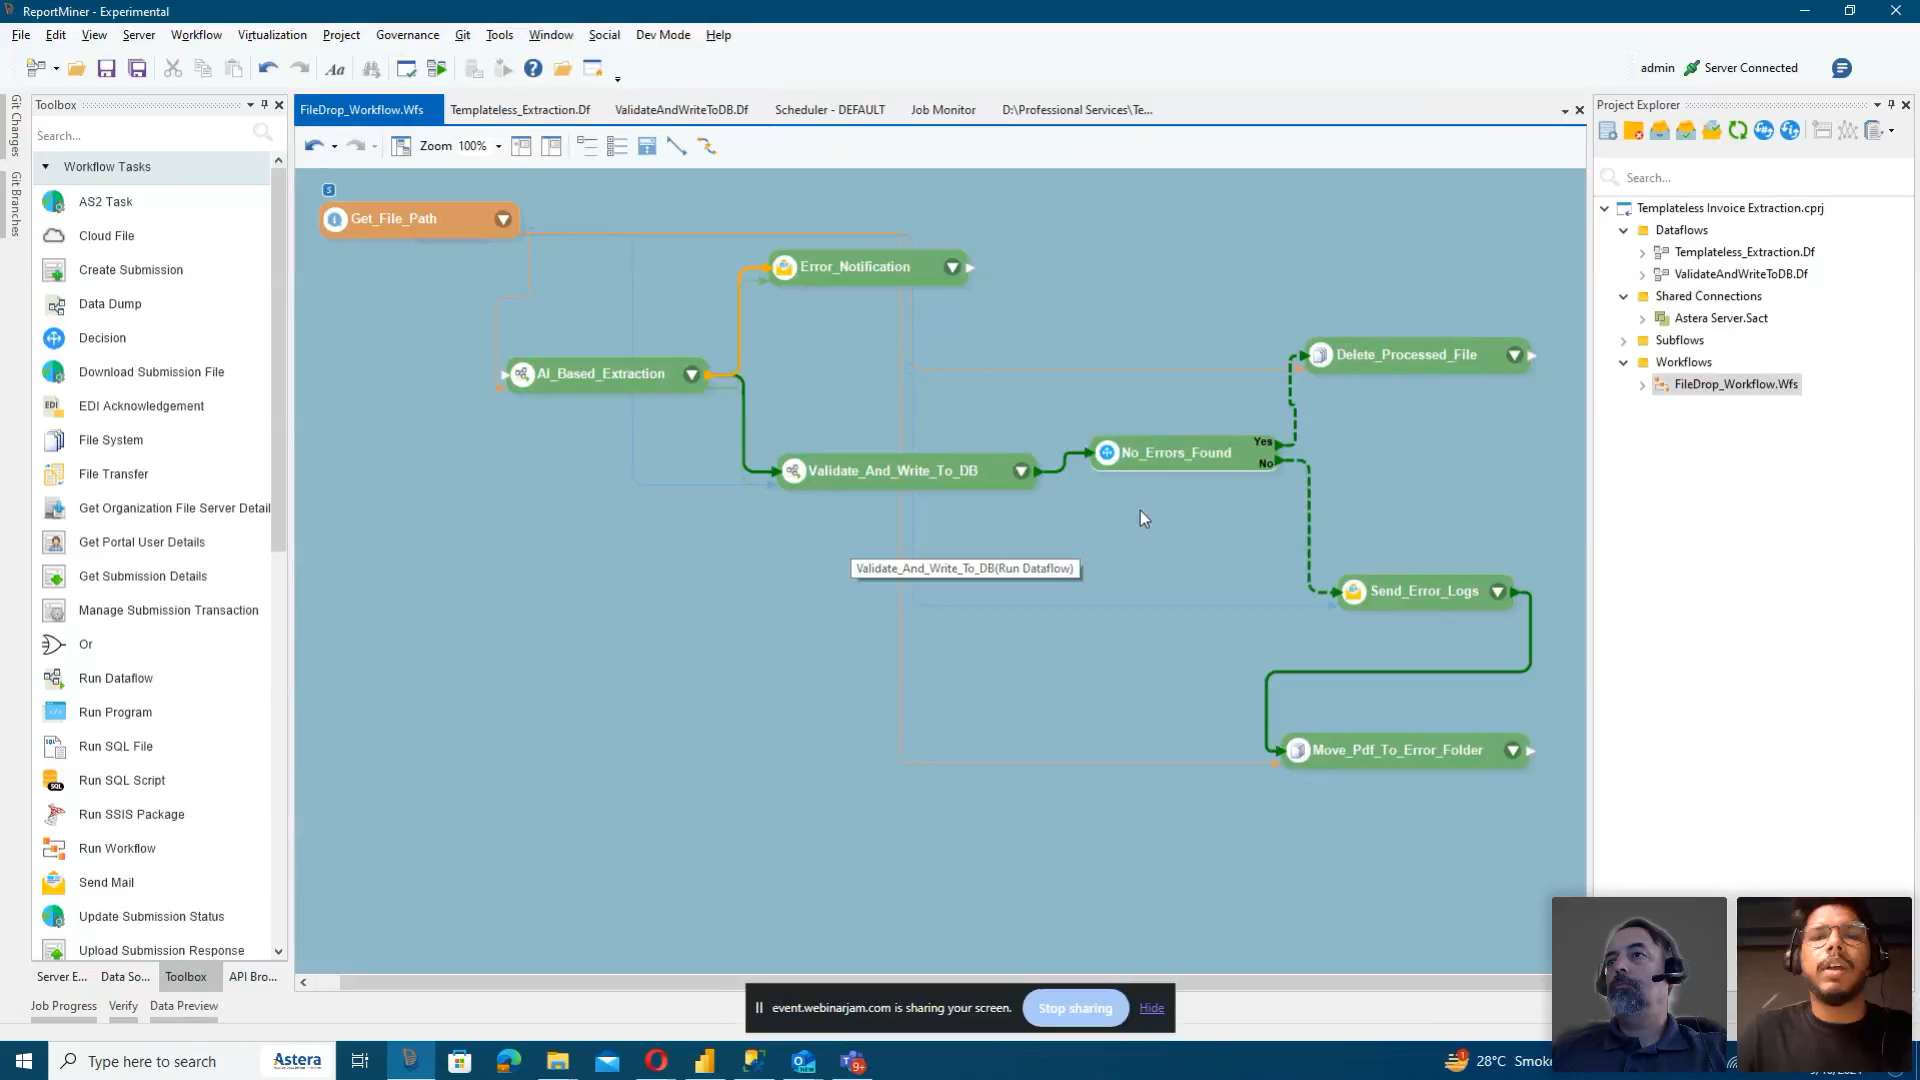 ReportMiner - Experimental
File Edit View Server Workflow Virtualization Project Governance Git Tools Window Social Dev Mode Help
Aa
admin Server Connected
Git Changes
Git Branches
Toolbox
Search...
Workflow Tasks
AS2 Task
Cloud File
Create Submission
Data Dump
Decision
Download Submission File
EDI EDI Acknowledgement
File System
File Transfer
Get Organization File Server Detail
Get Portal User Details
Get Submission Details
Manage Submission Transaction
Or
Run Dataflow
Run Program
Run SQL File
Run SQL Script
Run SSIS Package
Run Workflow
Send Mail
Update Submission Status
Upload Submission Response
Server E... Data So... Toolbox API Bro...
Job Progress Verify Data Preview
FileDrop_Workflow.Wfs Templateless_Extraction.Df ValidateAndWriteToDB.Df Scheduler - DEFAULT Job Monitor D:\Professional Services\Te...
Zoom 100%
S
Get_File_Path
Error_Notification
AI_Based_Extraction
Validate_And_Write_To_DB
No_Errors_Found
Yes
No
Delete_Processed_File
Validate_And_Write_To_DB(Run Dataflow)
Send_Error_Logs
Move_Pdf_To_Error_Folder
Project Explorer
Search...
Templateless Invoice Extraction.cprj
Dataflows
Templateless_Extraction.Df
ValidateAndWriteToDB.Df
Shared Connections
Astera Server.Sact
Subflows
Workflows
FileDrop_Workflow.Wfs
event.webinarjam.com is sharing your screen. Stop sharing Hide
Type here to search Astera
9+
1 28°C